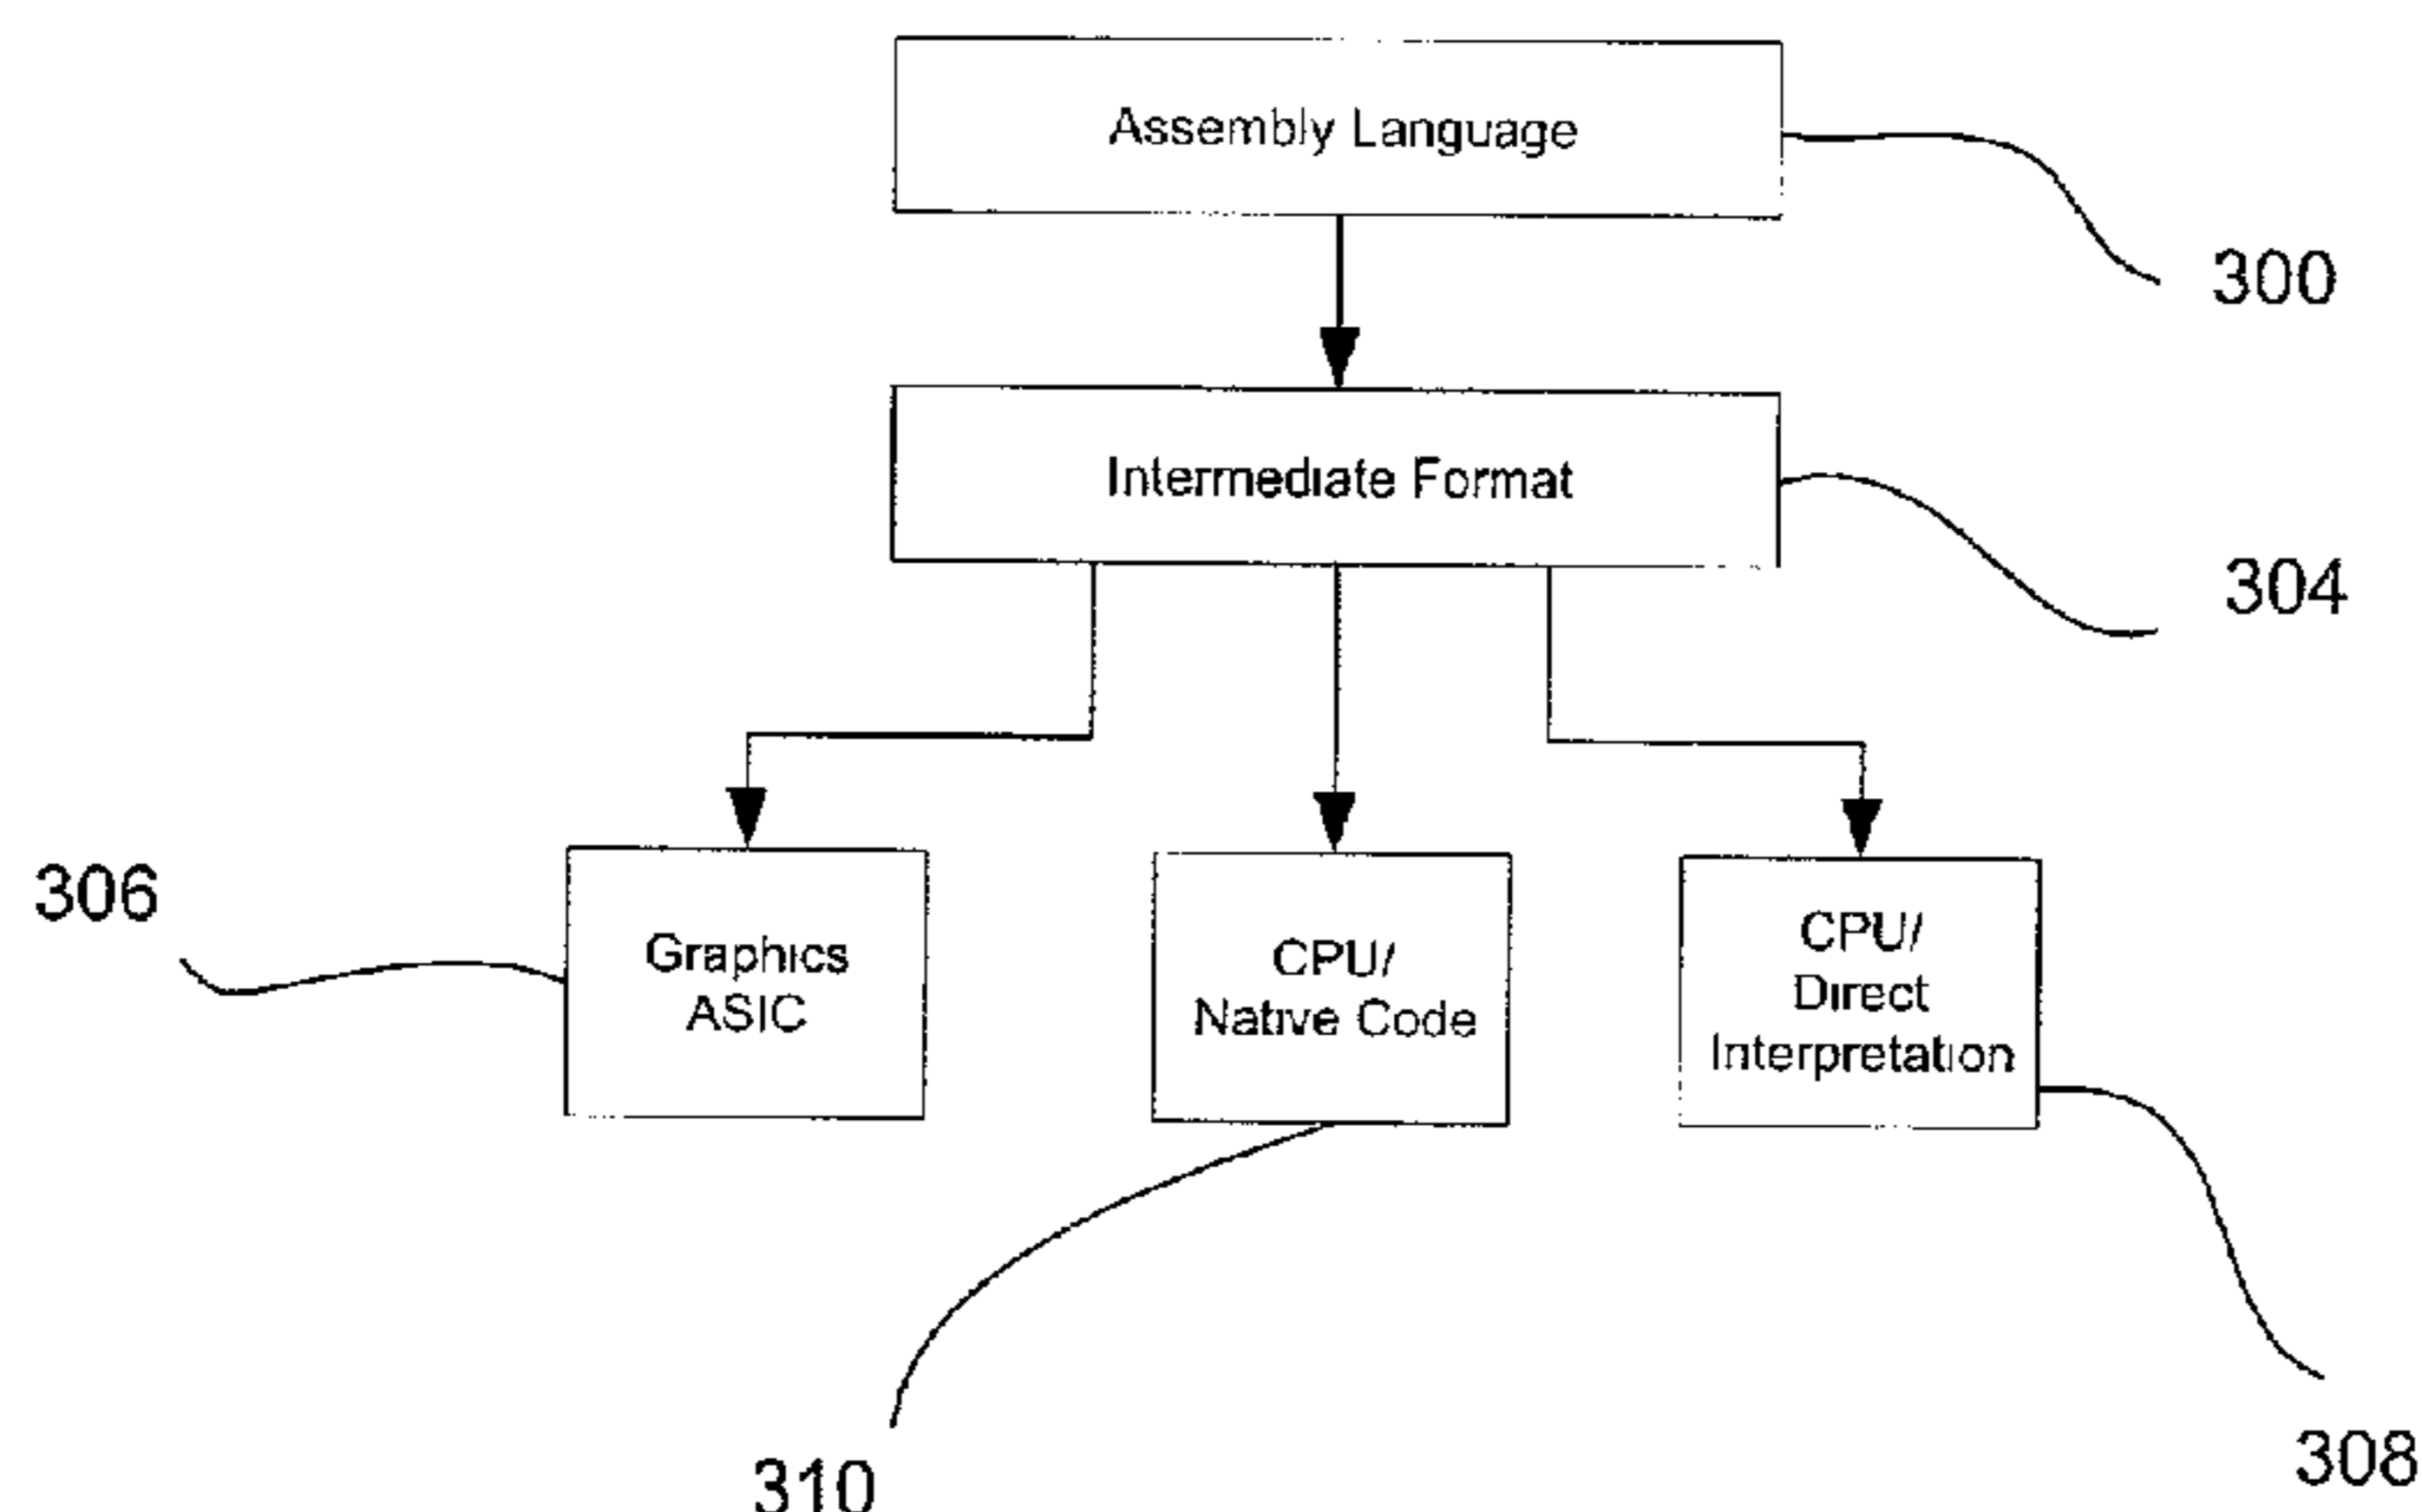 Assembly Language
300
Intermediate Format
304
306
Graphics
ASIC
CPU/
Native Code
CPU/
Direct
Interpretation
310
308